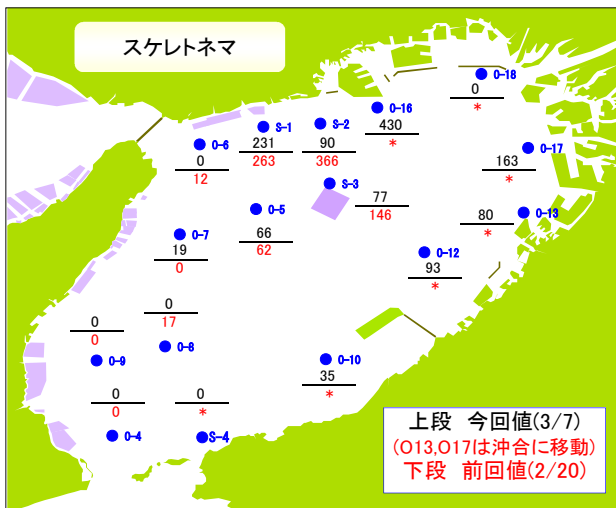 スケレトネマ
O-18
0
*
O-16
430
*
S-1
231
263
S-2
90
366
O-6
0
12
O-17
163
*
S-3
77
146
O-5
66
62
O-13
80
*
O-7
19
0
O-12
93
*
0
17
O-8
0
0
O-9
O-10
35
*
0
0
O-4
0
*
S-4
上段 今回値(3/7)
(O13,O17は沖合に移動)
下段 前回値(2/20)